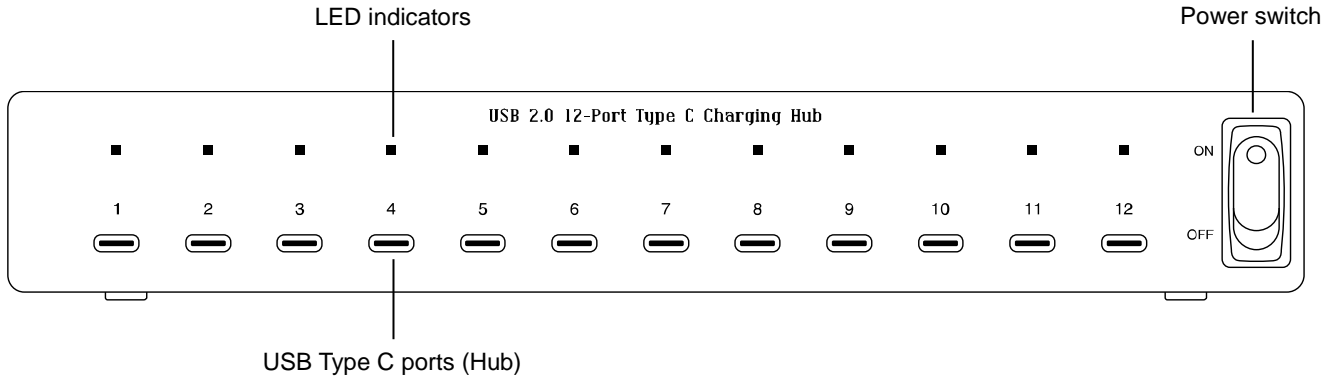 LED indicators
Power switch
USB 2.0 12-Port Type C Charging Hub
ON
1 2 3 4 5 6 7 8 9 10 11 12
OFF
USB Type C ports (Hub)